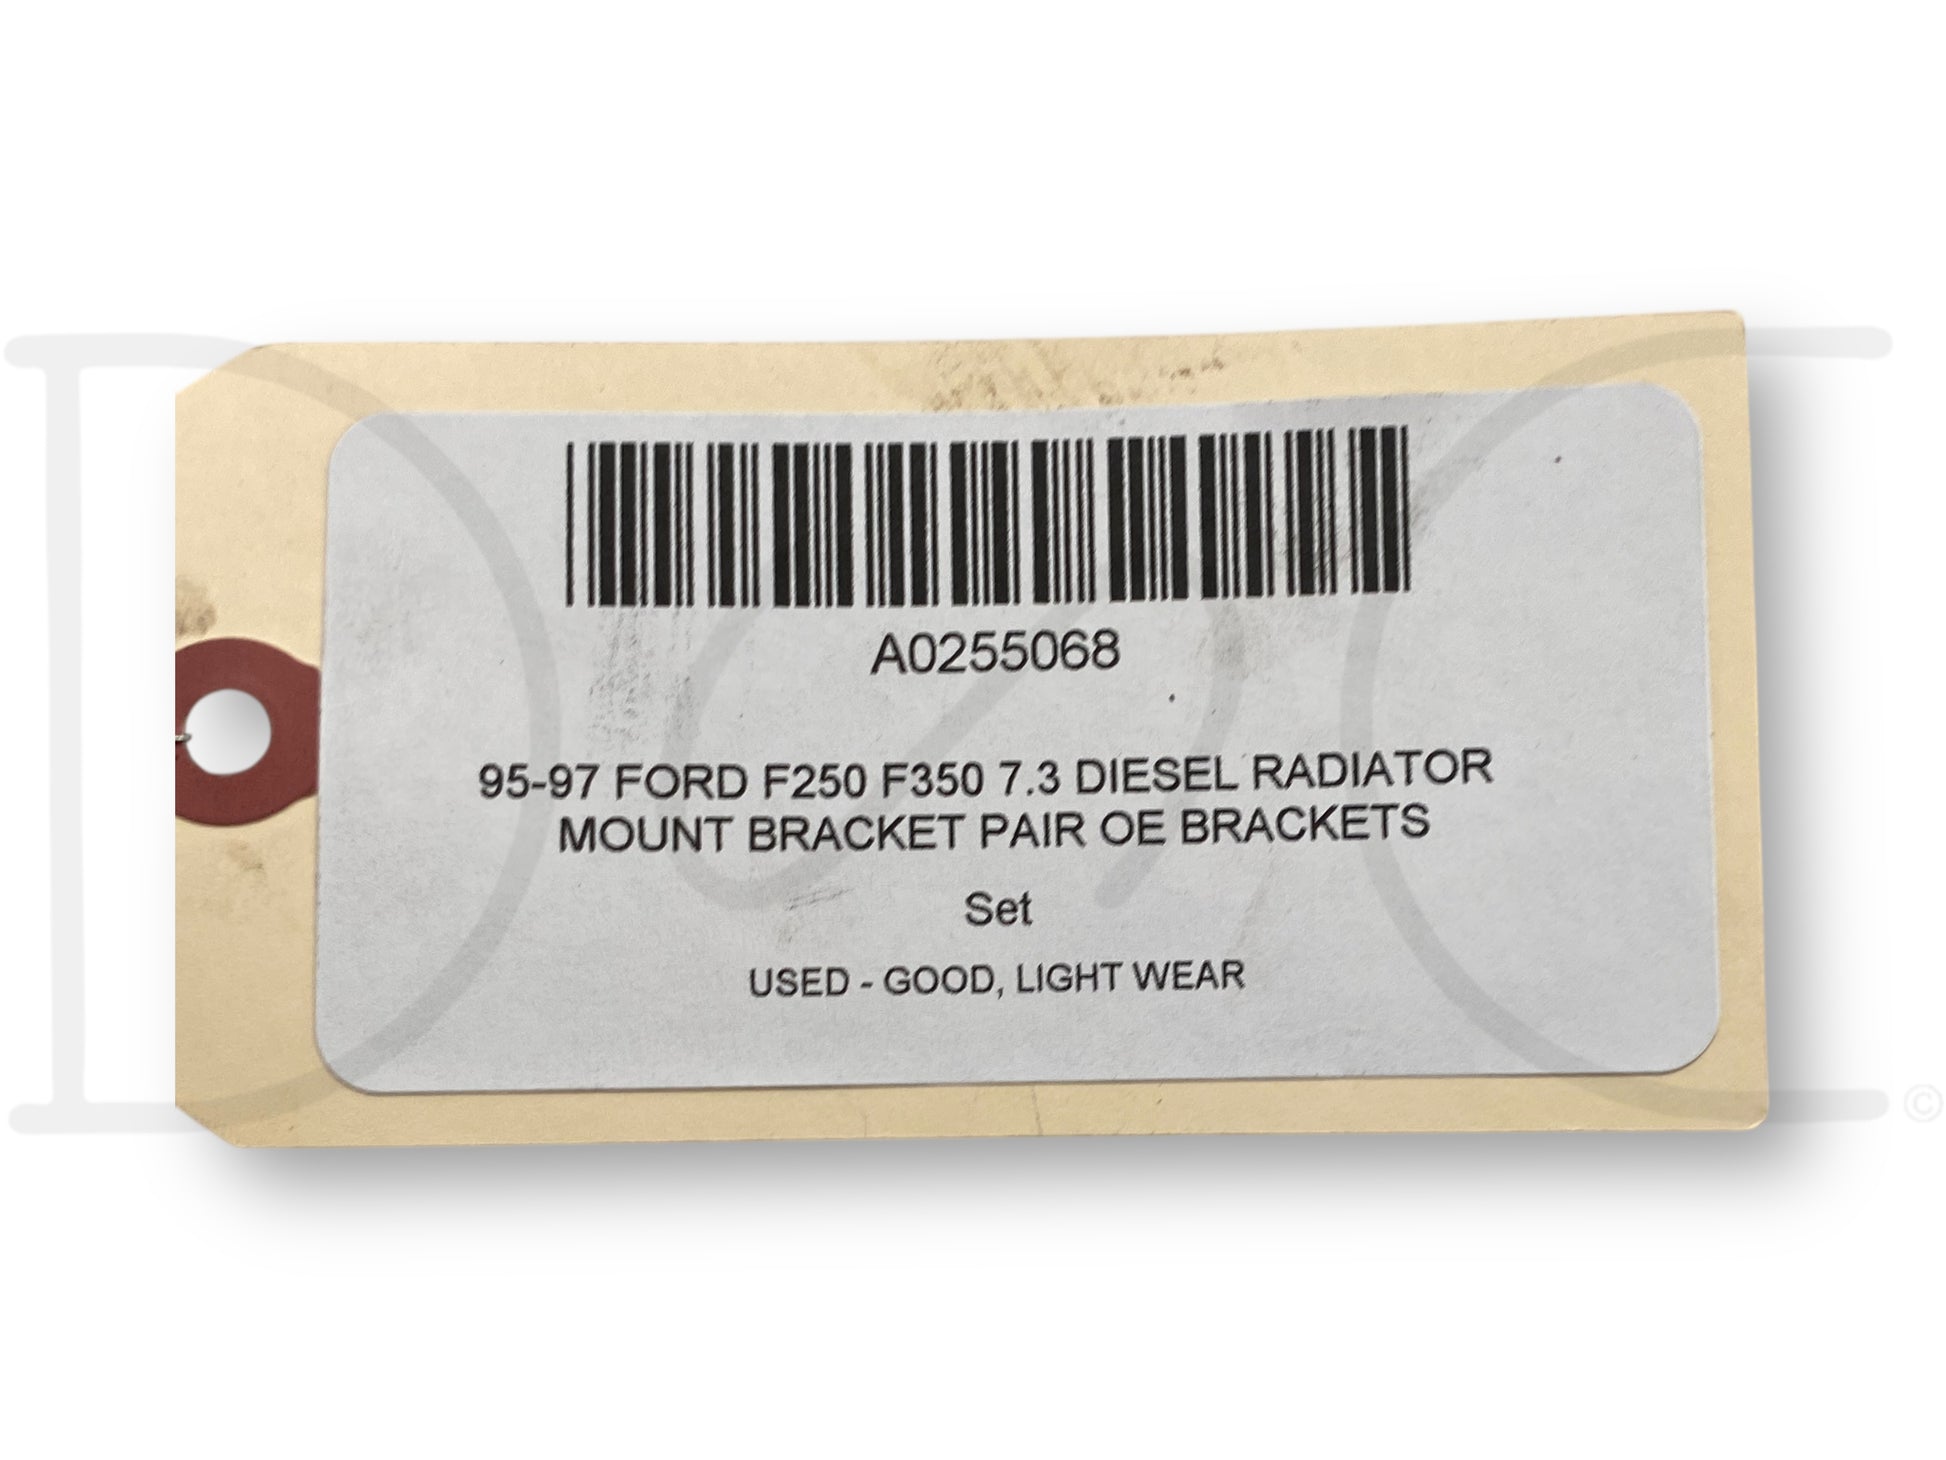 A0255068
95-97 FORD F250 F350 7.3 DIESEL RADIATOR
MOUNT BRACKET PAIR OE BRACKETS
Set
USED - GOOD, LIGHT WEAR
©